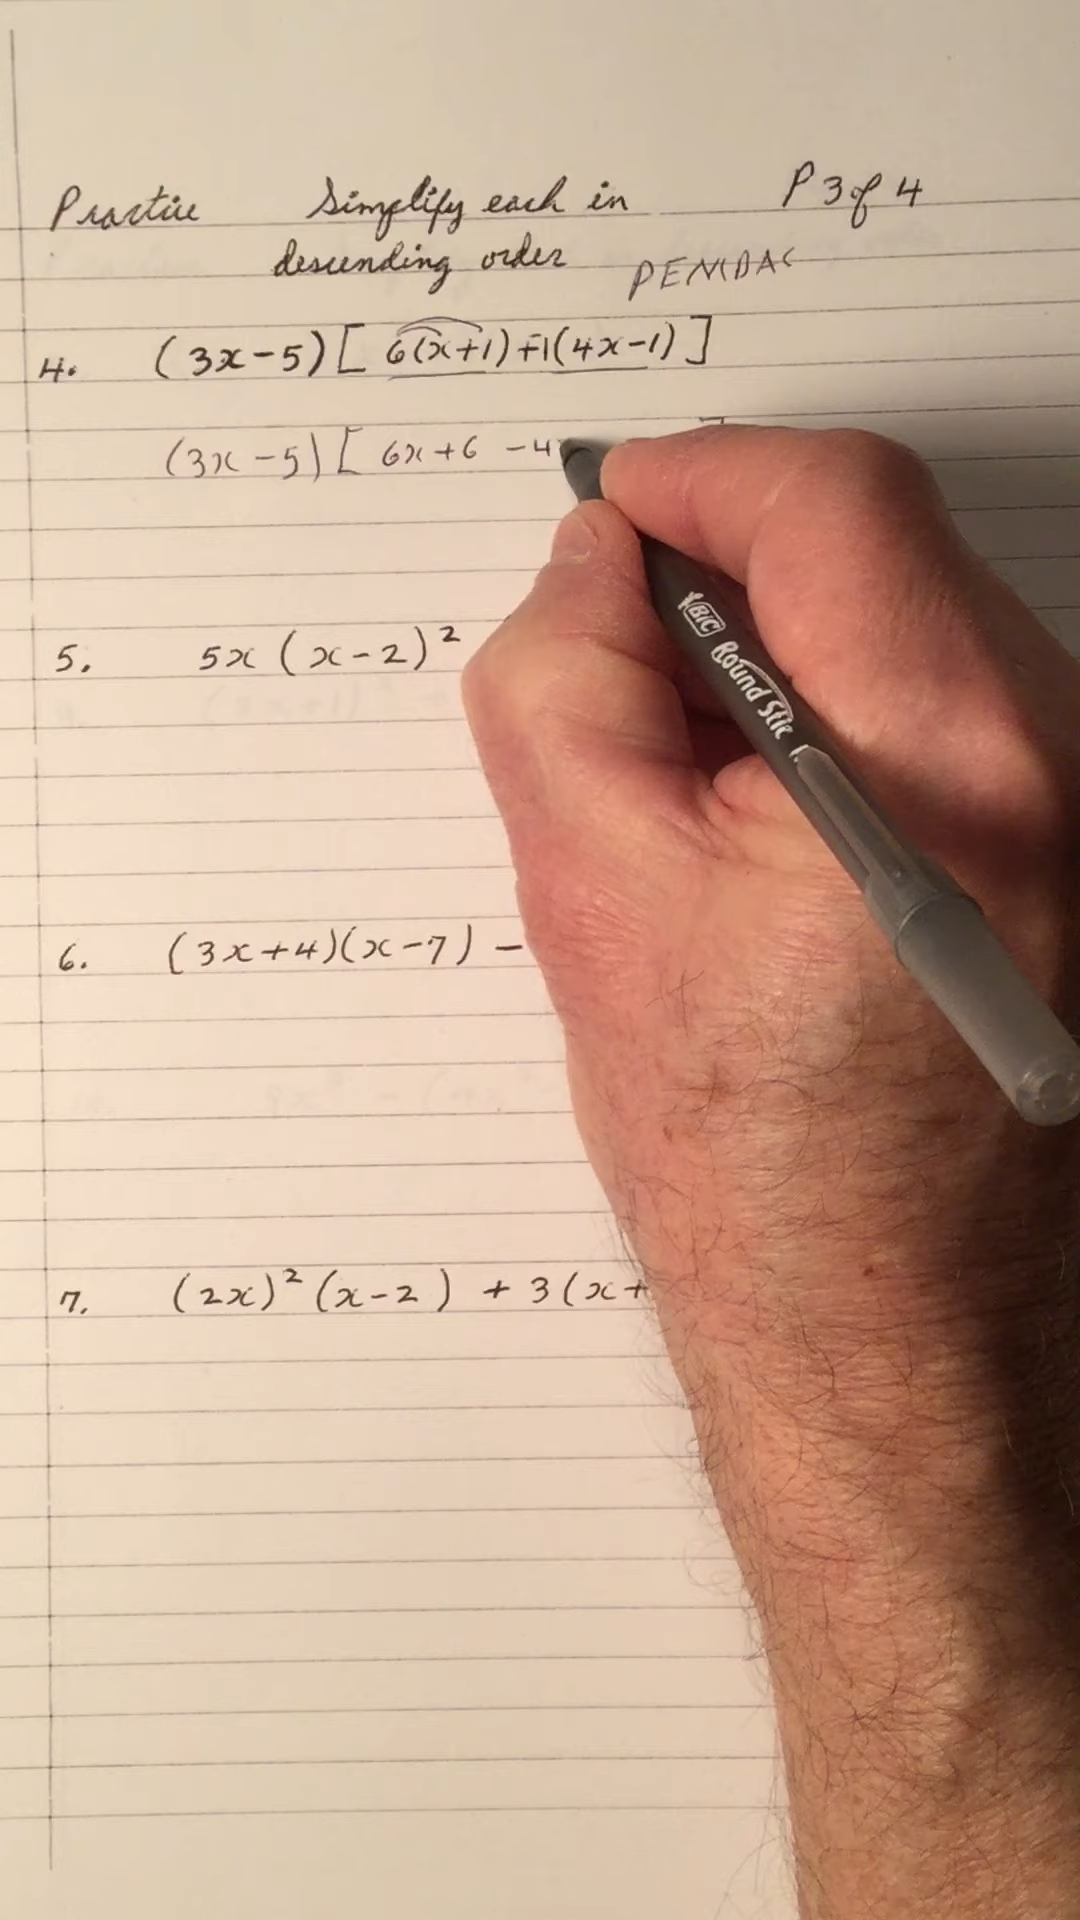 Practice Simplify each in P 3 of 4
descending order PEMDAS
4. (3x-5)[6(x+1)+1(4x-1)]
(3x-5)[6x+6 -4
5. 5x(x-2)²
6. (3x+4)(x-7) -
7. (2x)²(x-2) + 3(x+
BIC Round Stic